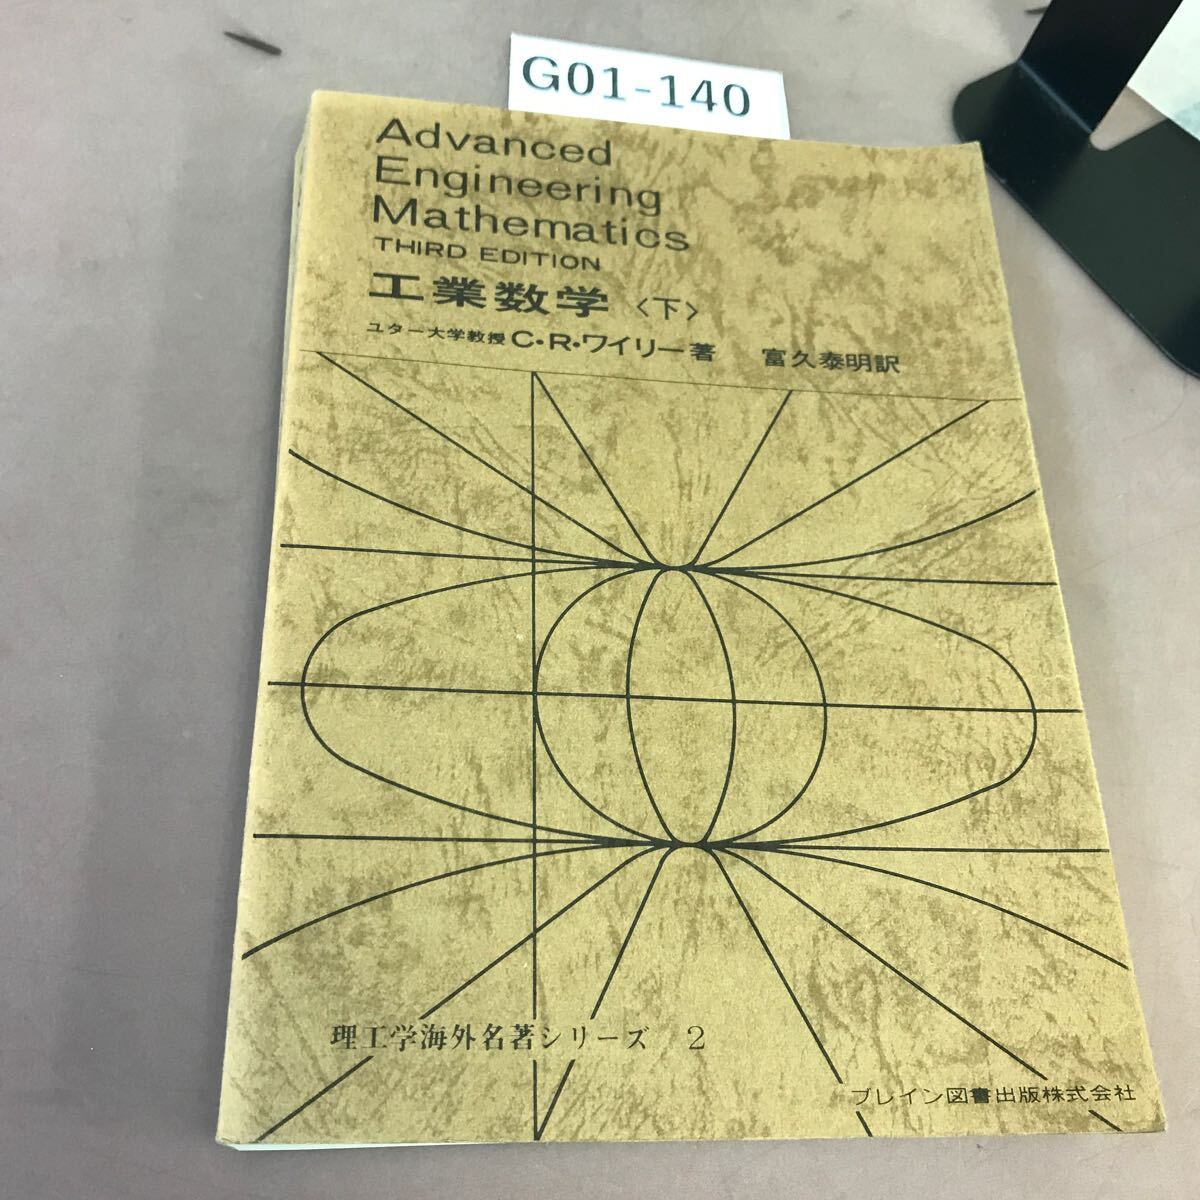 G01-140
Advanced
Engineering
Mathematics
THIRD EDITION
工業数学〈下〉
ユター大学教授 C・R・ワイリー著 富久泰明訳
理工学海外名著シリーズ 2
ブレイン図書出版株式会社